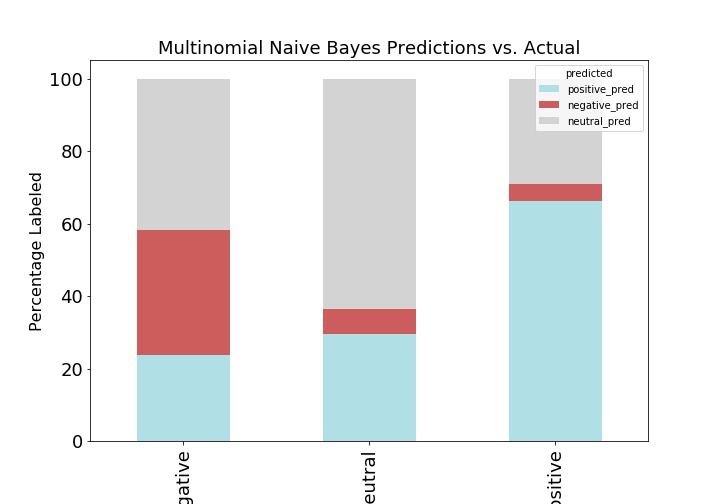 Multinomial Naive Bayes Predictions vs. Actual
predicted
positive_pred
negative_pred
neutral_pred
Percentage Labeled
100
80
60
40
20
0
gative
eutral
ositive